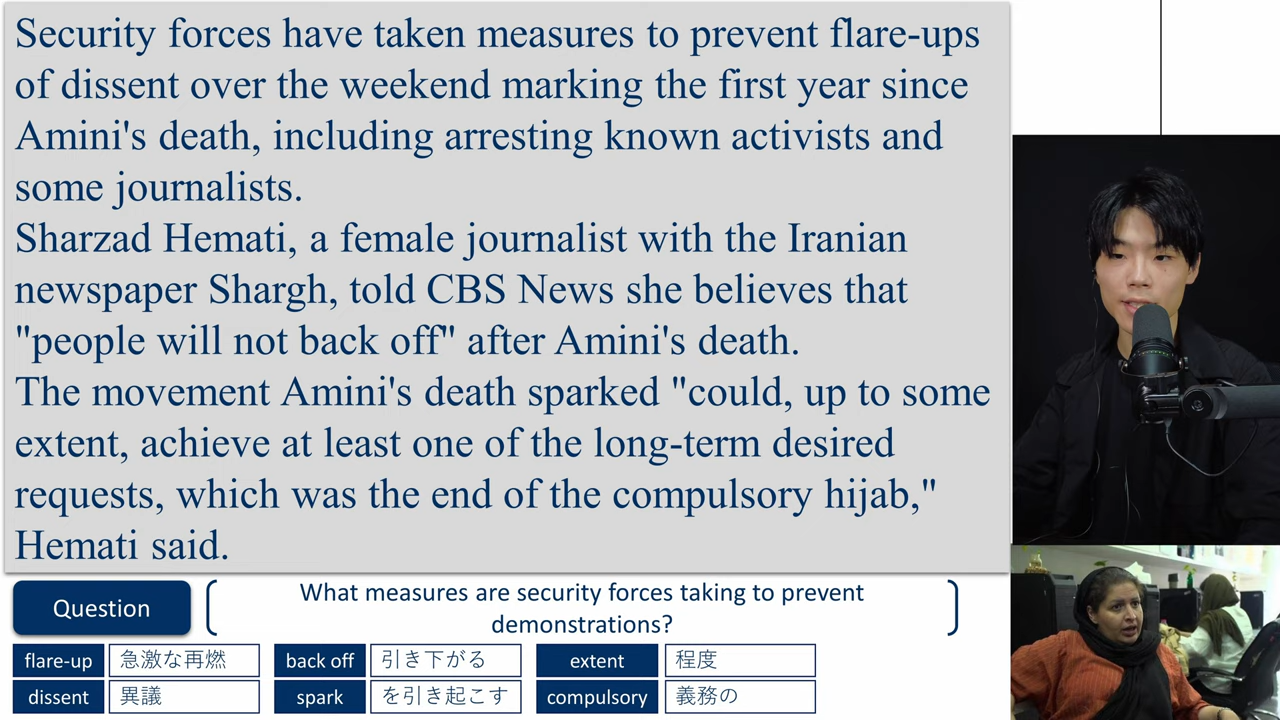 Security forces have taken measures to prevent flare-ups
of dissent over the weekend marking the first year since
Amini's death, including arresting known activists and
some journalists.
Sharzad Hemati, a female journalist with the Iranian
newspaper Shargh, told CBS News she believes that
"people will not back off" after Amini's death.
The movement Amini's death sparked "could, up to some
extent, achieve at least one of the long-term desired
requests, which was the end of the compulsory hijab,"
Hemati said.
Question
What measures are security forces taking to prevent
demonstrations?
flare-up 急激な再燃 back off 引き下がる extent 程度
dissent 異議 spark を引き起こす compulsory 義務の